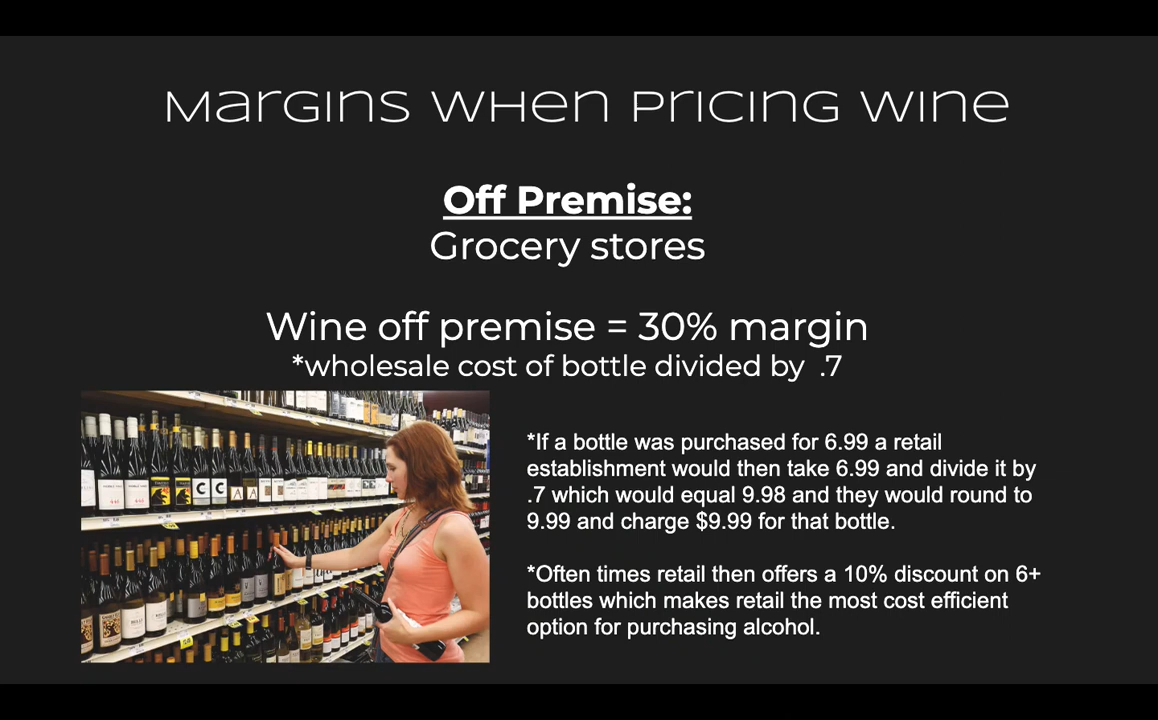 Margins when pricing wine
Off Premise:
Grocery stores
Wine off premise = 30% margin
*wholesale cost of bottle divided by .7
*If a bottle was purchased for 6.99 a retail
establishment would then take 6.99 and divide it by
.7 which would equal 9.98 and they would round to
9.99 and charge $9.99 for that bottle.
*Often times retail then offers a 10% discount on 6+
bottles which makes retail the most cost efficient
option for purchasing alcohol.